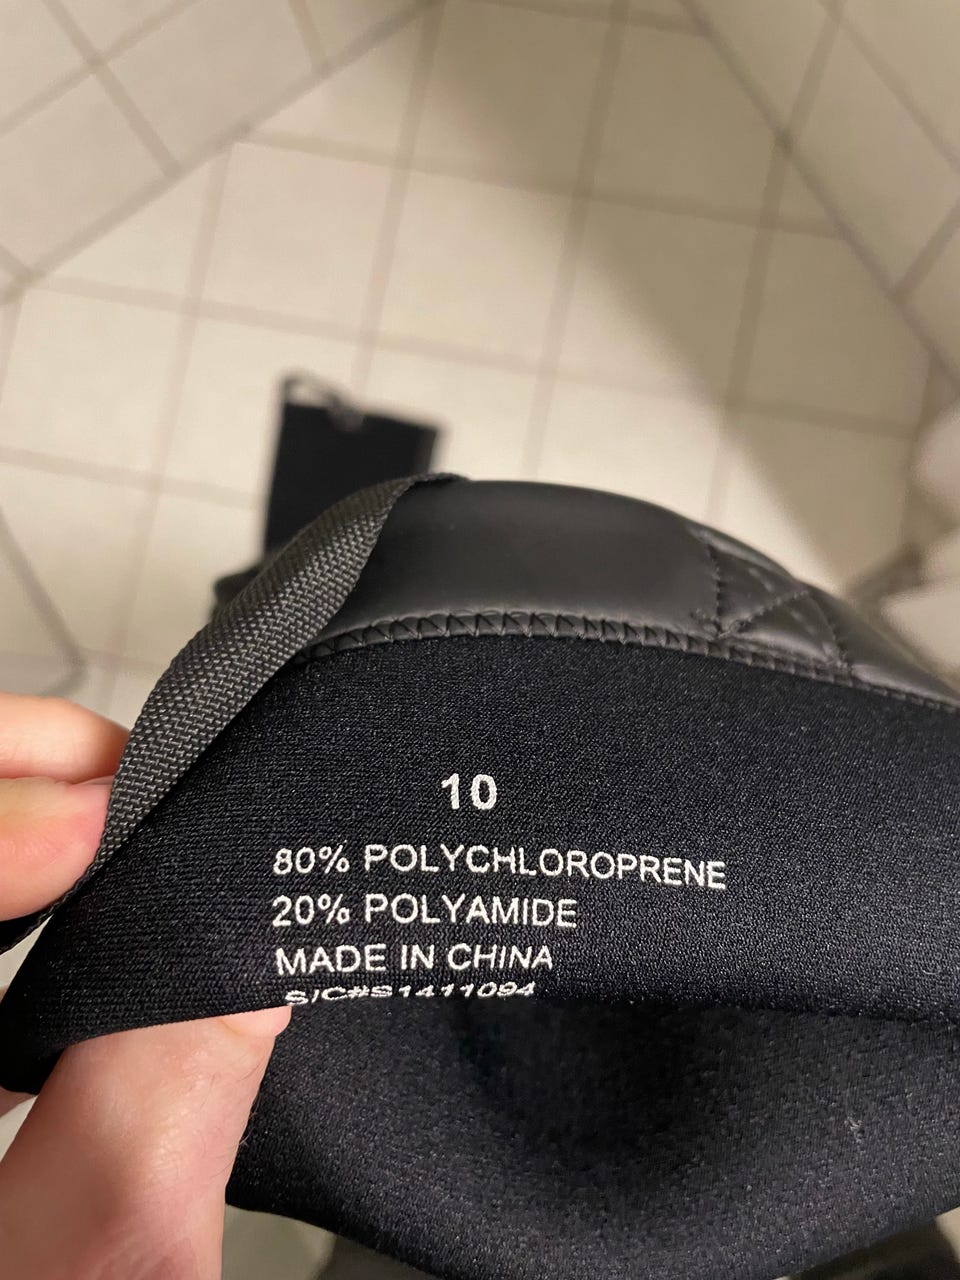 10
80% POLYCHLOROPRENE
20% POLYAMIDE
MADE IN CHINA
S/C#S1411094